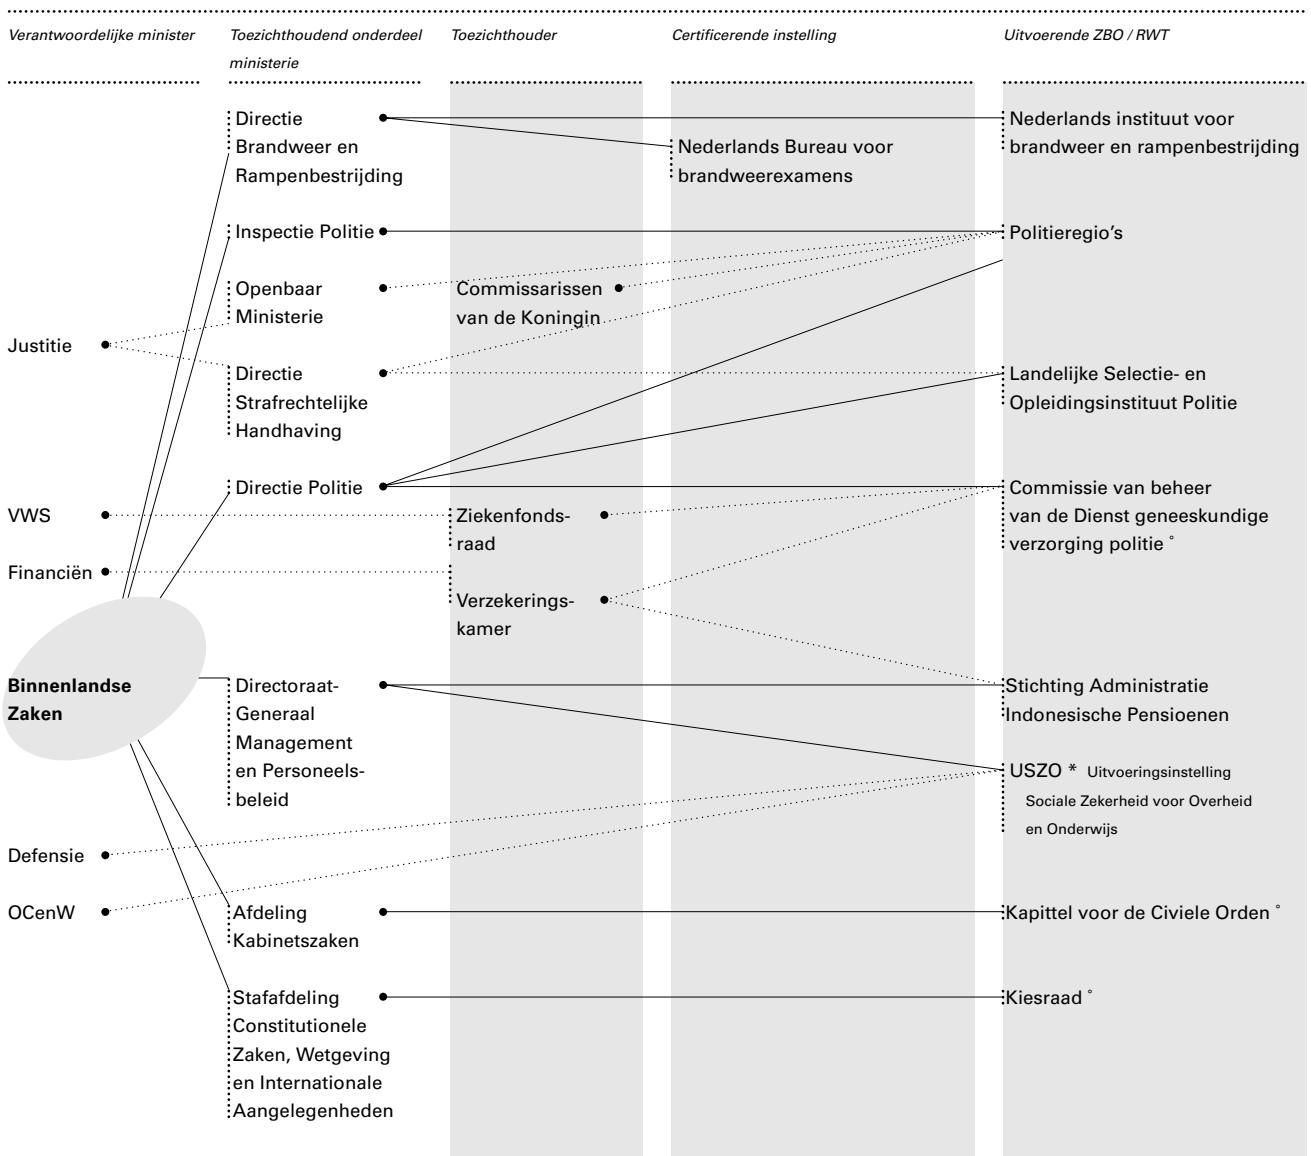 Verantwoordelijke minister
Toezichthoudend onderdeel
ministerie
Toezichthouder
Certificerende instelling
Uitvoerende ZBO / RWT
Directie
Brandweer en
Rampenbestrijding
Nederlands Bureau voor
brandweerexamens
Nederlands instituut voor
brandweer en rampenbestrijding
Inspectie Politie
Politieregio's
Openbaar
Ministerie
Commissarissen
van de Koningin
Justitie
Directie
Strafrechtelijke
Handhaving
Landelijke Selectie- en
Opleidingsinstituut Politie
Directie Politie
Commissie van beheer
van de Dienst geneeskundige
verzorging politie °
VWS
Ziekenfonds-
raad
Financiën
Verzekerings-
kamer
Binnenlandse
Zaken
Directoraat-
Generaal
Management
en Personeels-
beleid
Stichting Administratie
Indonesische Pensioenen
USZO * Uitvoeringsinstelling
Sociale Zekerheid voor Overheid
en Onderwijs
Defensie
OCenW
Afdeling
Kabinetszaken
Kapittel voor de Civiele Orden °
Stafafdeling
Constitutionele
Zaken, Wetgeving
en Internationale
Aangelegenheden
Kiesraad °